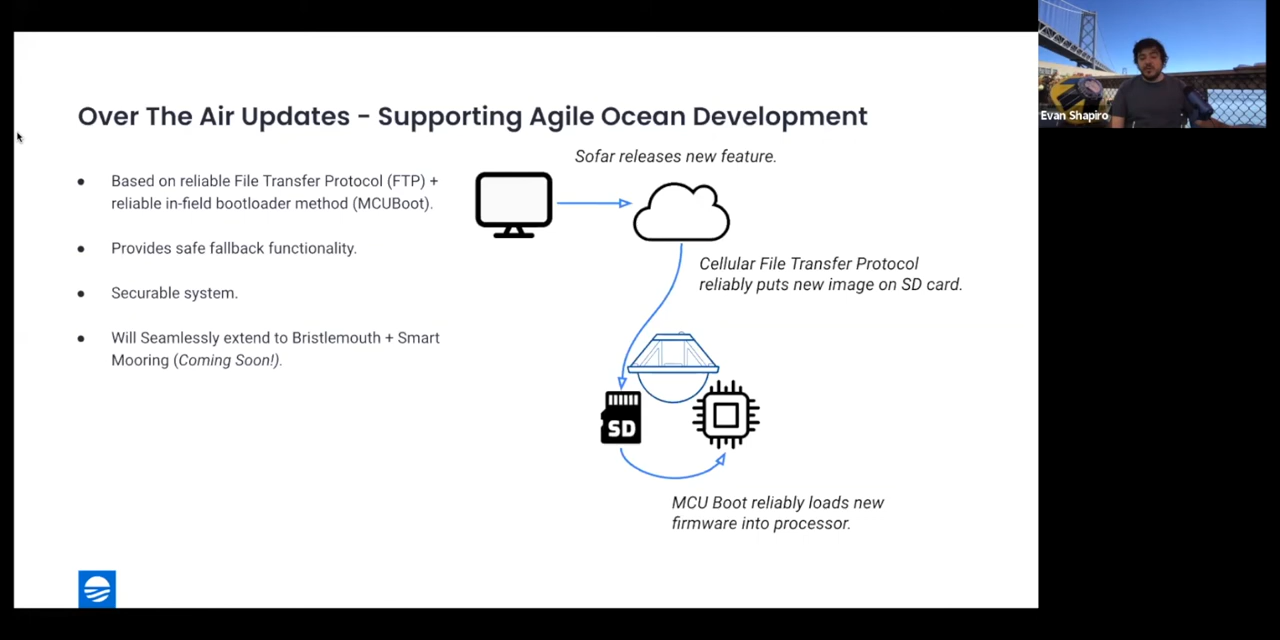 Over The Air Updates - Supporting Agile Ocean Development
Based on reliable File Transfer Protocol (FTP) +
reliable in-field bootloader method (MCUBoot).
Provides safe fallback functionality.
Securable system.
Will Seamlessly extend to Bristlemouth + Smart
Mooring (Coming Soon!).
Sofar releases new feature.
Cellular File Transfer Protocol
reliably puts new image on SD card.
SD
MCU Boot reliably loads new
firmware into processor.
Evan Shapiro